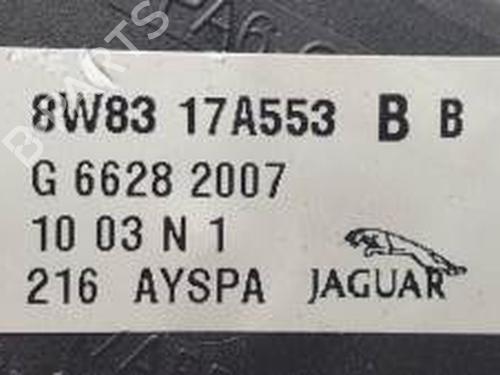 8W83 17A553 B B
G 6628 2007
10 03 N 1
216 AYSPA JAGUAR